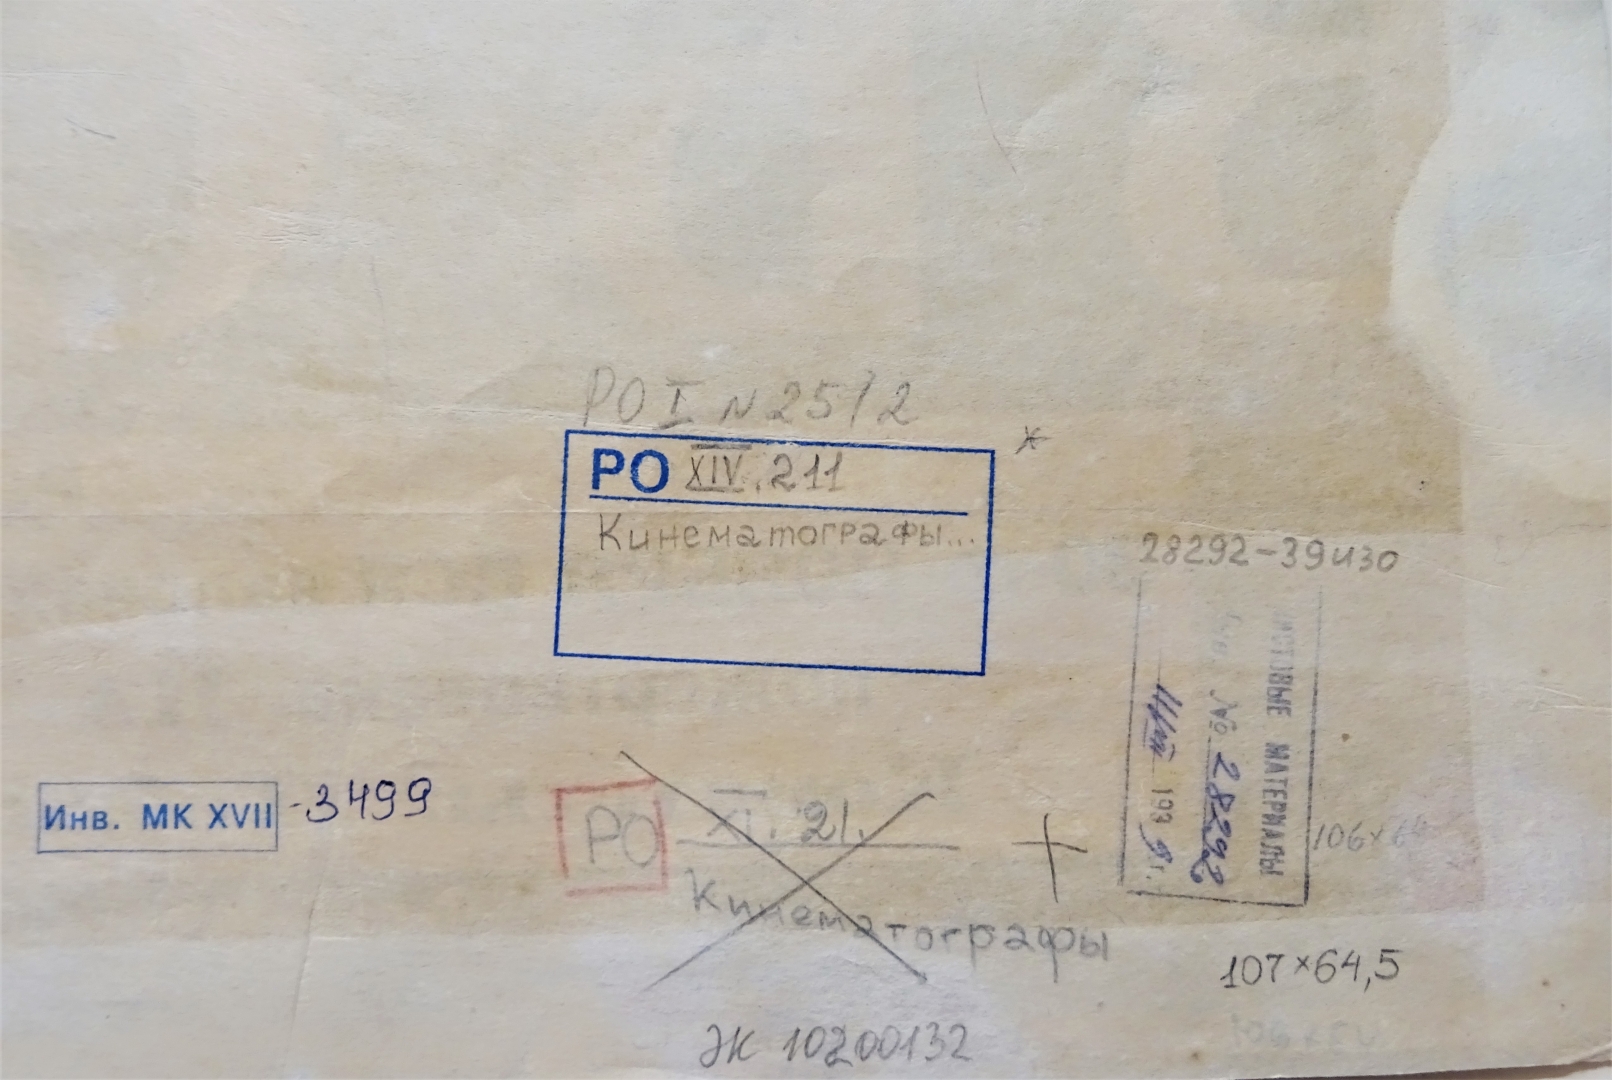 РО I N 2512
РО XIV. 211
Кинематографы...
28292-39изо
ЛИСТОВЫЕ МАТЕРИАЛЫ
№ 28292
193 г.
106×64
Инв. МК XVII -3499
РО XI. 21.
Кинематографы
107×64,5
ЭК 10200132